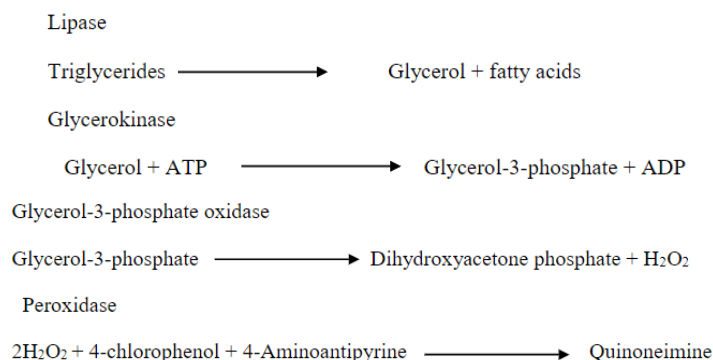 Lipase
Triglycerides Glycerol + fatty acids
Glycerokinase
Glycerol + ATP Glycerol-3-phosphate + ADP
Glycerol-3-phosphate oxidase
Glycerol-3-phosphate Dihydroxyacetone phosphate + H₂O₂
Peroxidase
2H₂O₂ + 4-chlorophenol + 4-Aminoantipyrine Quinoneimine